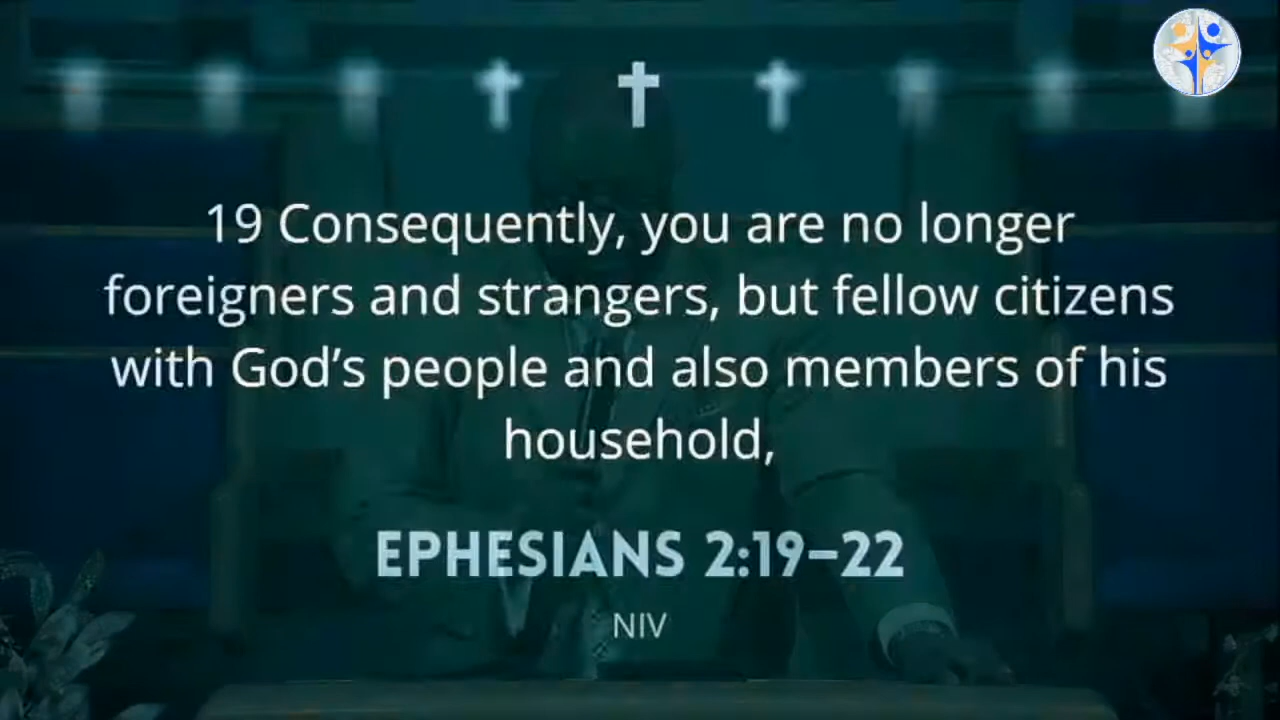 19 Consequently, you are no longer
foreigners and strangers, but fellow citizens
with God’s people and also members of his
household,
EPHESIANS 2:19–22
NIV